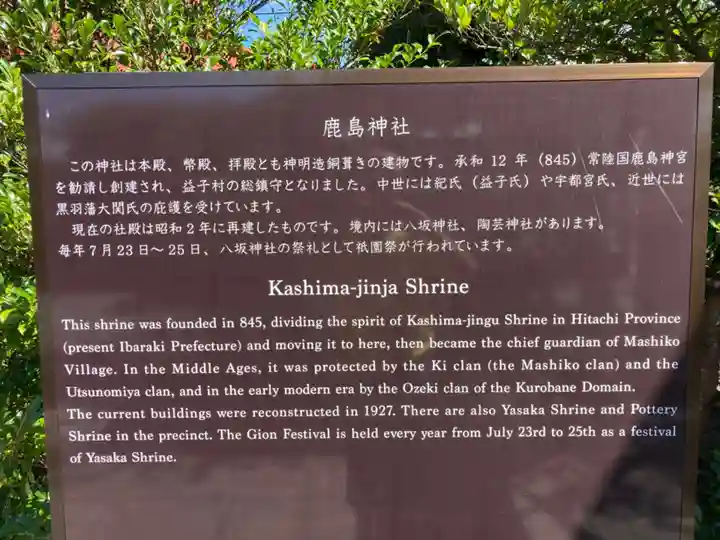 鹿島神社
この神社は本殿、幣殿、拝殿とも神明造銅葺きの建物です。承和 12 年（845）常陸国鹿島神宮
を勧請し創建され、益子村の総鎮守となりました。中世には紀氏（益子氏）や宇都宮氏、近世には
黒羽藩大関氏の庇護を受けています。
現在の社殿は昭和 2 年に再建したものです。境内には八坂神社、陶芸神社があります。
毎年 7 月 23 日〜 25 日、八坂神社の祭礼として祇園祭が行われています。
Kashima-jinja Shrine
This shrine was founded in 845, dividing the spirit of Kashima-jingu Shrine in Hitachi Province
(present Ibaraki Prefecture) and moving it to here, then became the chief guardian of Mashiko
Village. In the Middle Ages, it was protected by the Ki clan (the Mashiko clan) and the
Utsunomiya clan, and in the early modern era by the Ozeki clan of the Kurobane Domain.
The current buildings were reconstructed in 1927. There are also Yasaka Shrine and Pottery
Shrine in the precinct. The Gion Festival is held every year from July 23rd to 25th as a festival
of Yasaka Shrine.